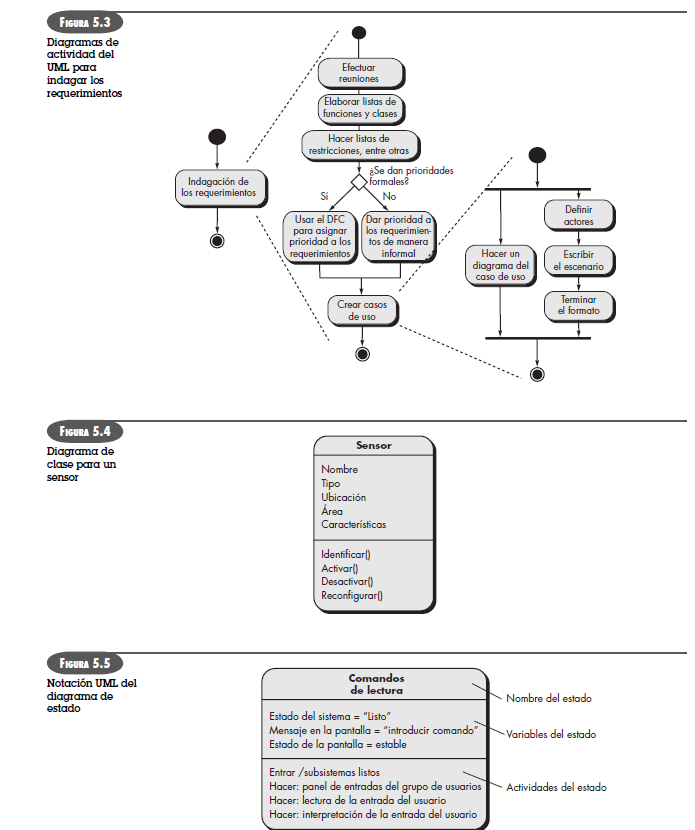 FIGURA 5.3
Diagramas de
actividad del
UML para
indagar los
requerimientos
Indagación de
los requerimientos
Efectuar
reuniones
Elaborar listas de
funciones y clases
Hacer listas de
restricciones, entre otras
¿Se dan prioridades
formales?
Sí
No
Usar el DFC
para asignar
prioridad a los
requerimientos
Dar prioridad a
los requerimien-
tos de manera
informal
Crear casos
de uso
Hacer un
diagrama del
caso de uso
Definir
actores
Escribir
el escenario
Terminar
el formato
FIGURA 5.4
Diagrama de
clase para un
sensor
Sensor
Nombre
Tipo
Ubicación
Área
Características
Identificar()
Activar()
Desactivar()
Reconfigurar()
FIGURA 5.5
Notación UML del
diagrama de
estado
Comandos
de lectura
Estado del sistema = “Listo”
Mensaje en la pantalla = “introducir comando”
Estado de la pantalla = estable
Entrar /subsistemas listos
Hacer: panel de entradas del grupo de usuarios
Hacer: lectura de la entrada del usuario
Hacer: interpretación de la entrada del usuario
Nombre del estado
Variables del estado
Actividades del estado